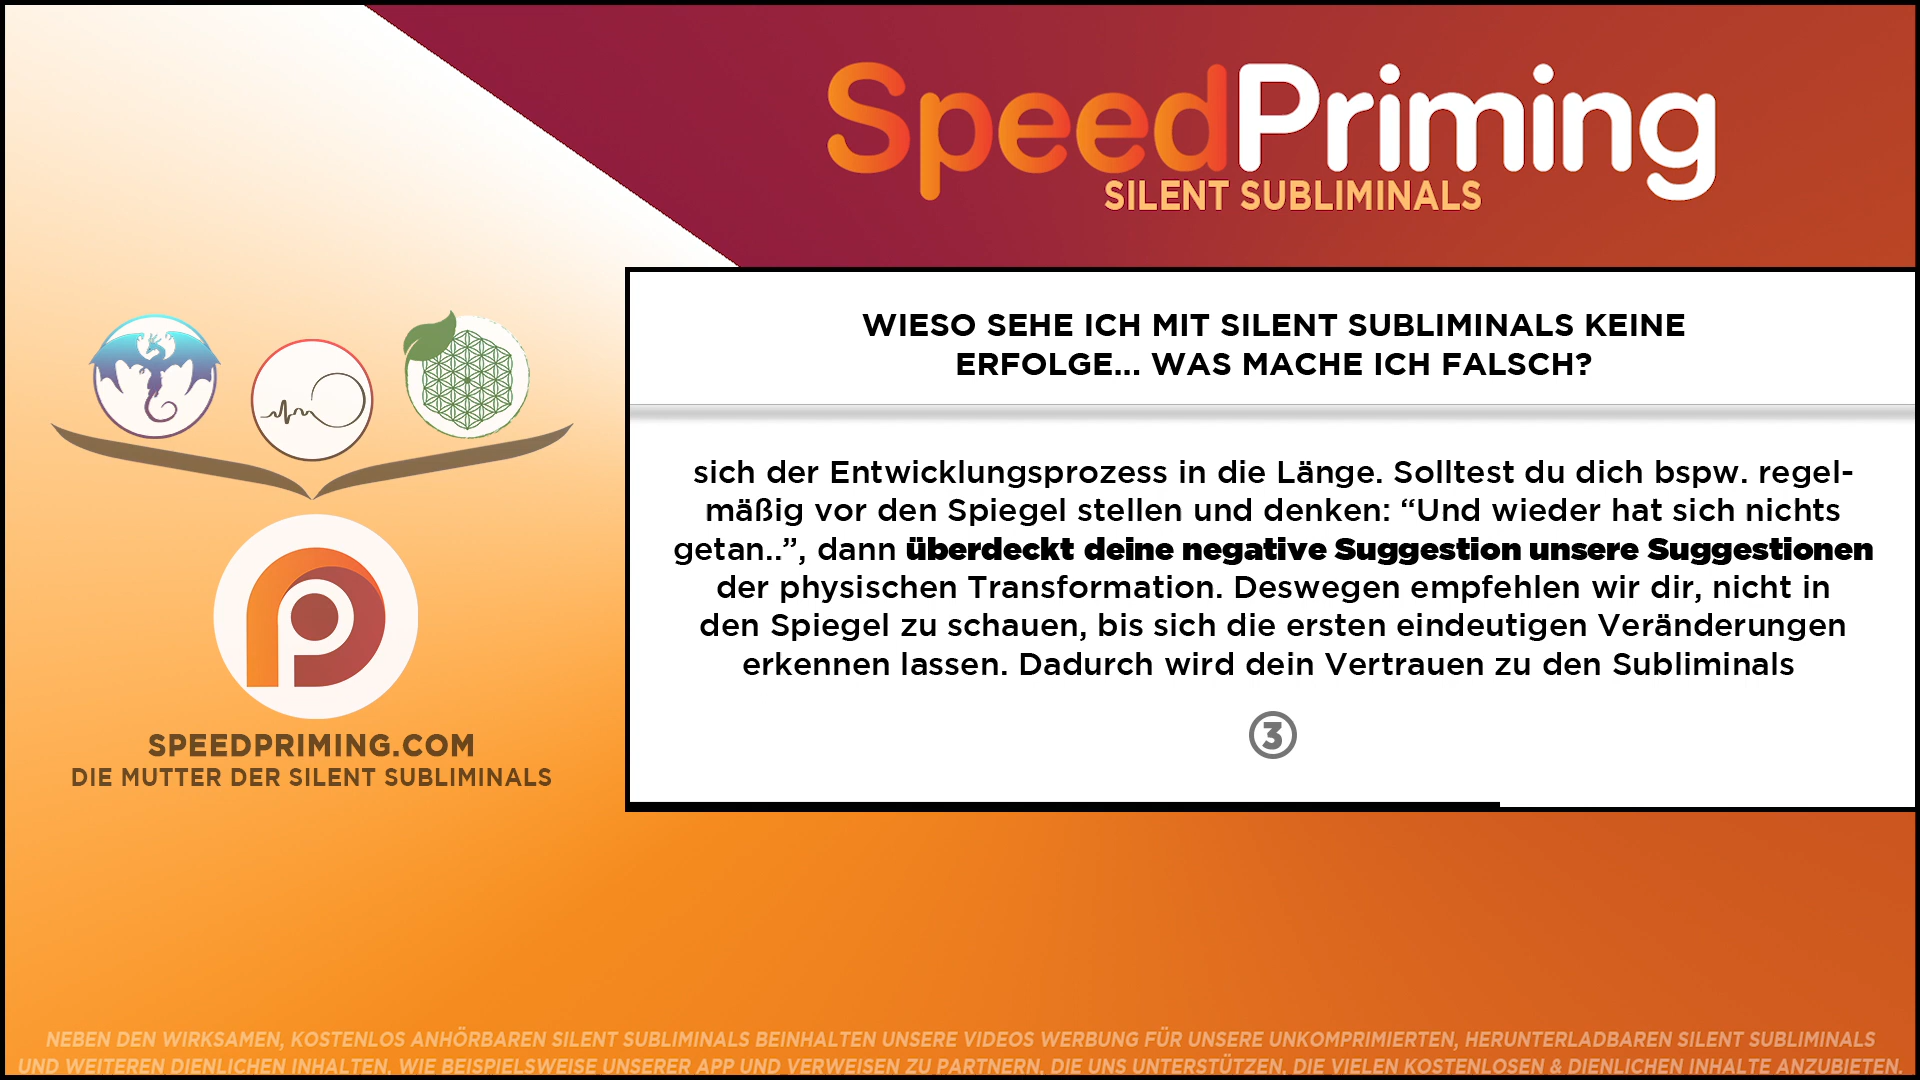 SpeedPriming
SILENT SUBLIMINALS
WIESO SEHE ICH MIT SILENT SUBLIMINALS KEINE
ERFOLGE... WAS MACHE ICH FALSCH?
sich der Entwicklungsprozess in die Länge. Solltest du dich bspw. regel-
mäßig vor den Spiegel stellen und denken: “Und wieder hat sich nichts
getan..”, dann überdeckt deine negative Suggestion unsere Suggestionen
der physischen Transformation. Deswegen empfehlen wir dir, nicht in
den Spiegel zu schauen, bis sich die ersten eindeutigen Veränderungen
erkennen lassen. Dadurch wird dein Vertrauen zu den Subliminals
3
SPEEDPRIMING.COM
DIE MUTTER DER SILENT SUBLIMINALS
NEBEN DEN WIRKSAMEN, KOSTENLOS ANHÖRBAREN SILENT SUBLIMINALS BEINHALTEN UNSERE VIDEOS WERBUNG FÜR UNSERE UNKOMPRIMIERTEN, HERUNTERLADBAREN SILENT SUBLIMINALS
UND WEITEREN DIENLICHEN INHALTEN, WIE BEISPIELSWEISE UNSERER APP UND VERWEISEN ZU PARTNERN, DIE UNS UNTERSTÜTZEN, DIE VIELEN KOSTENLOSEN & DIENLICHEN INHALTE ANZUBIETEN.